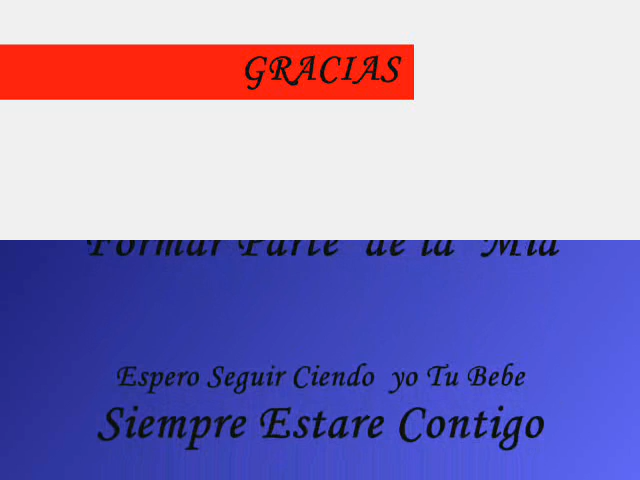 GRACIAS
Formar Parte de la Mia
Espero Seguir Ciendo yo Tu Bebe
Siempre Estare Contigo